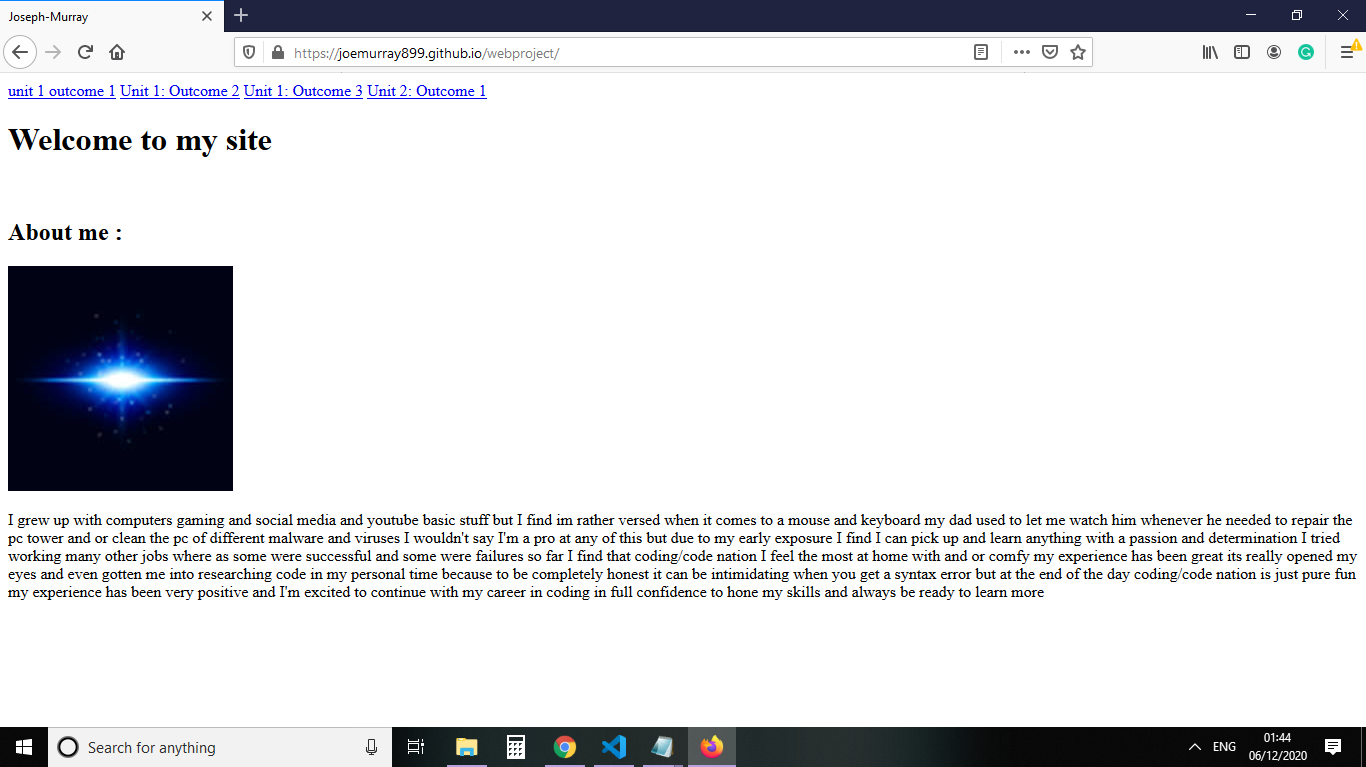 Joseph-Murray
https://joemurray899.github.io/webproject/
unit 1 outcome 1 Unit 1: Outcome 2 Unit 1: Outcome 3 Unit 2: Outcome 1
Welcome to my site
About me :
I grew up with computers gaming and social media and youtube basic stuff but I find im rather versed when it comes to a mouse and keyboard my dad used to let me watch him whenever he needed to repair the
pc tower and or clean the pc of different malware and viruses I wouldn't say I'm a pro at any of this but due to my early exposure I find I can pick up and learn anything with a passion and determination I tried
working many other jobs where as some were successful and some were failures so far I find that coding/code nation I feel the most at home with and or comfy my experience has been great its really opened my
eyes and even gotten me into researching code in my personal time because to be completely honest it can be intimidating when you get a syntax error but at the end of the day coding/code nation is just pure fun
my experience has been very positive and I'm excited to continue with my career in coding in full confidence to hone my skills and always be ready to learn more
Search for anything
ENG
01:44
06/12/2020